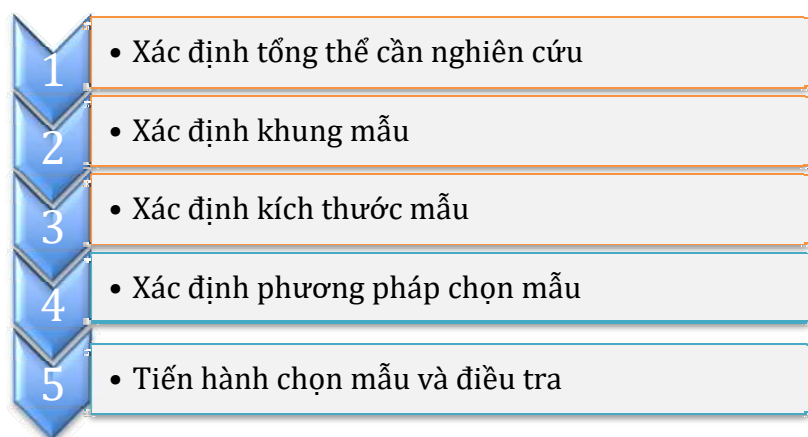 1 • Xác định tổng thể cần nghiên cứu
2 • Xác định khung mẫu
3 • Xác định kích thước mẫu
4 • Xác định phương pháp chọn mẫu
5 • Tiến hành chọn mẫu và điều tra